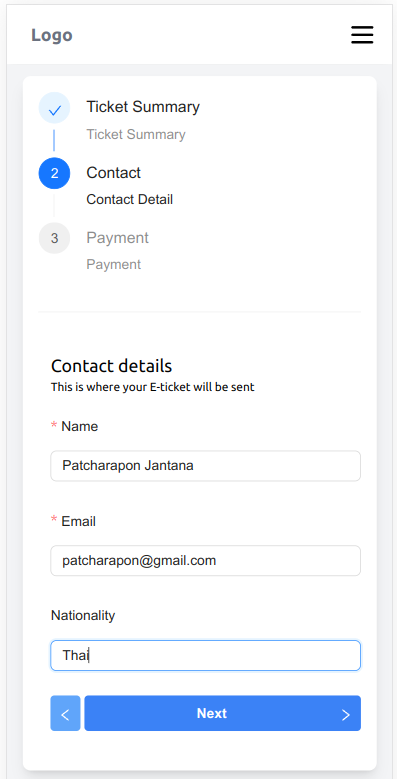 Logo
Ticket Summary
Ticket Summary
2
Contact
Contact Detail
3
Payment
Payment
Contact details
This is where your E-ticket will be sent
* Name
Patcharapon Jantana
* Email
patcharapon@gmail.com
Nationality
Thai
< Next >